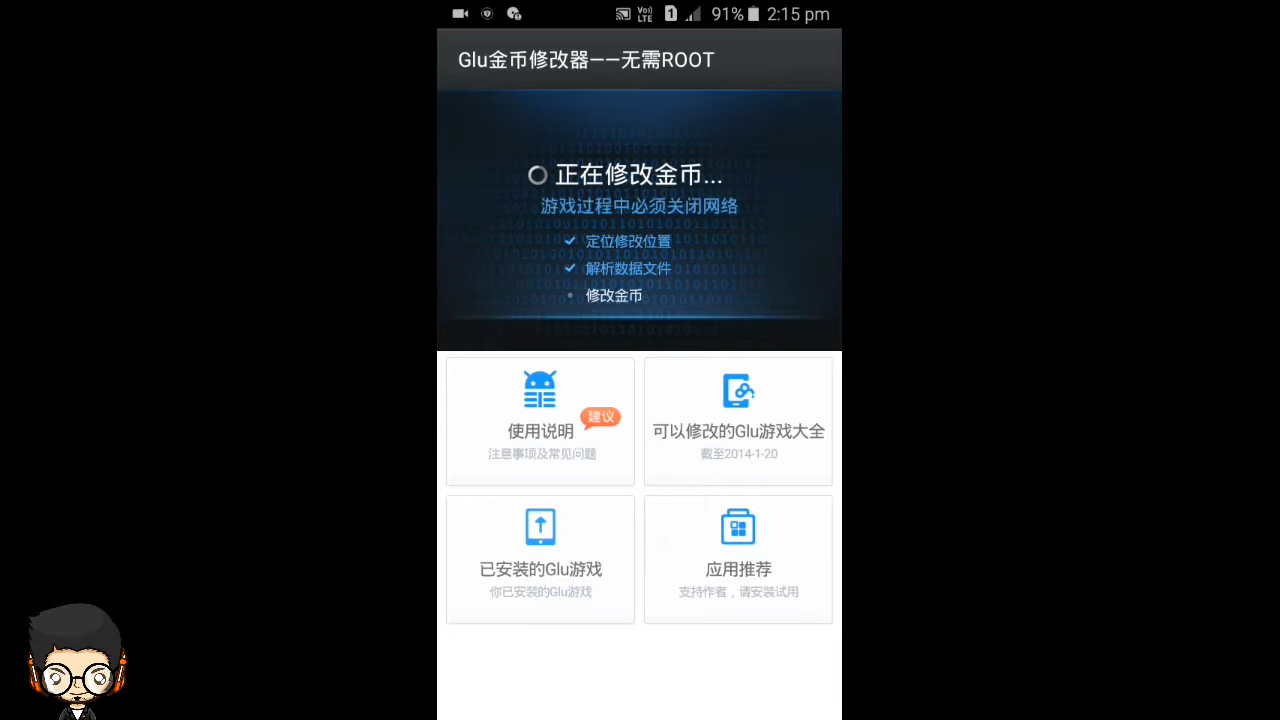 Vo))
LTE
1
91%
2:15 pm
Glu金币修改器——无需ROOT
正在修改金币...
游戏过程中必须关闭网络
定位修改位置
解析数据文件
修改金币
建议
使用说明
注意事项及常见问题
可以修改的Glu游戏大全
截至2014-1-20
已安装的Glu游戏
你已安装的Glu游戏
应用推荐
支持作者，请安装试用